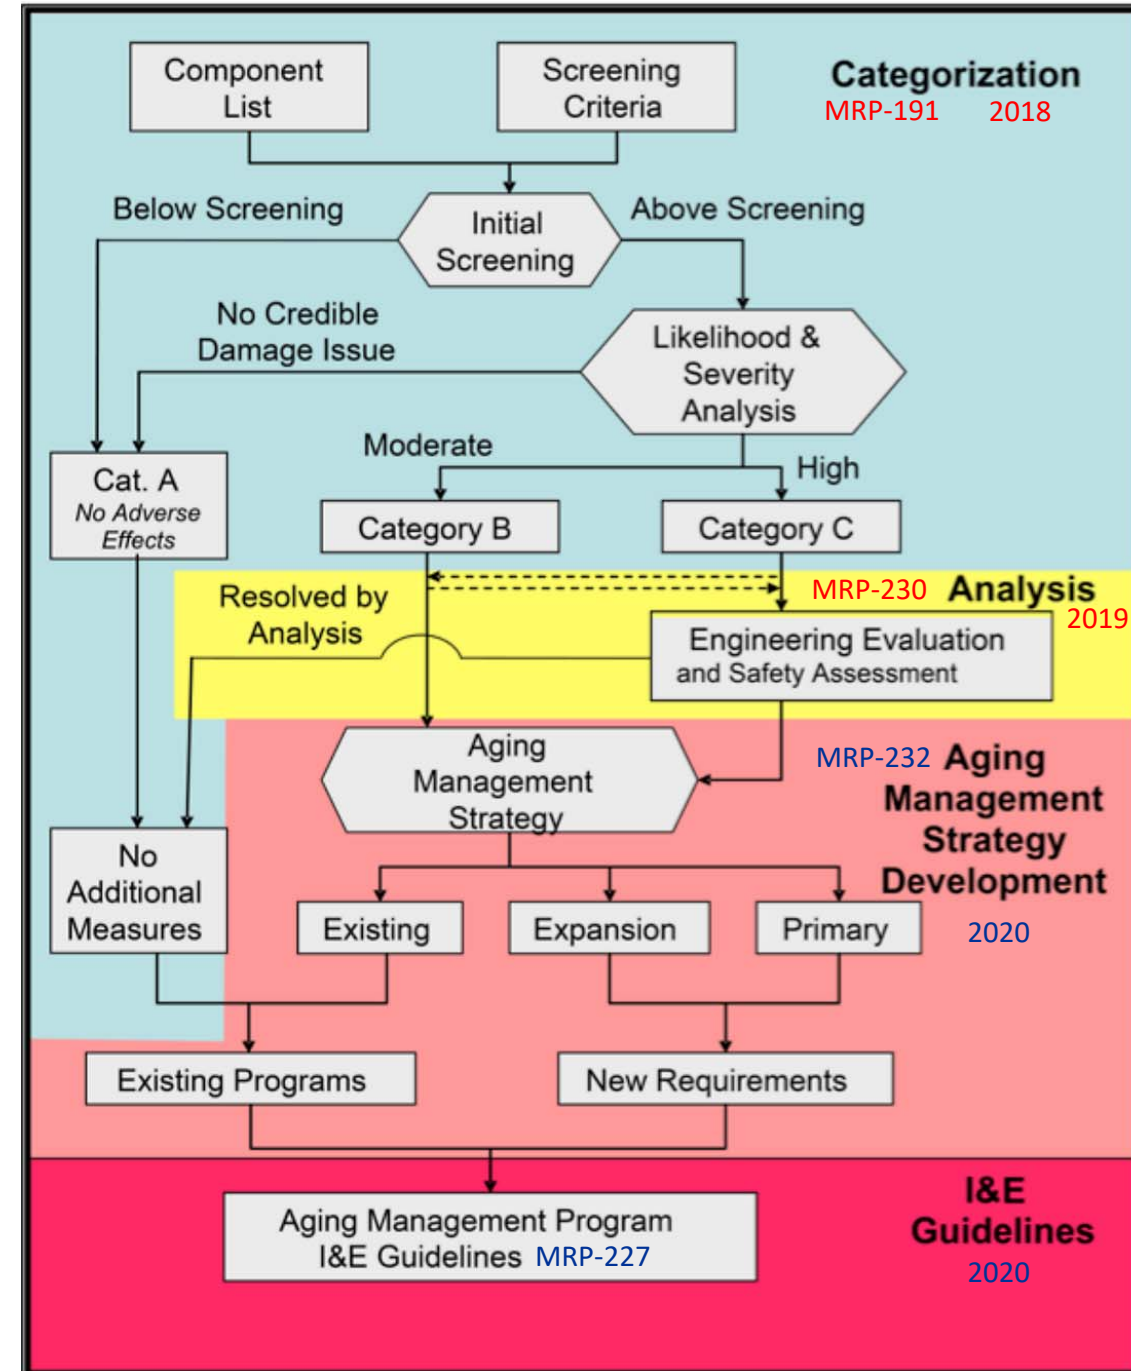 Component
List
Screening
Criteria
Categorization
MRP-191 2018
Below Screening
Initial
Screening
Above Screening
No Credible
Damage Issue
Likelihood &
Severity
Analysis
Moderate
High
Cat. A
No Adverse
Effects
Category B
Category C
Resolved by
Analysis
MRP-230 Analysis
2019
Engineering Evaluation
and Safety Assessment
Aging
Management
Strategy
MRP-232 Aging
Management
Strategy
Development
2020
No
Additional
Measures
Existing
Expansion
Primary
Existing Programs
New Requirements
I&E
Guidelines
2020
Aging Management Program
I&E Guidelines MRP-227